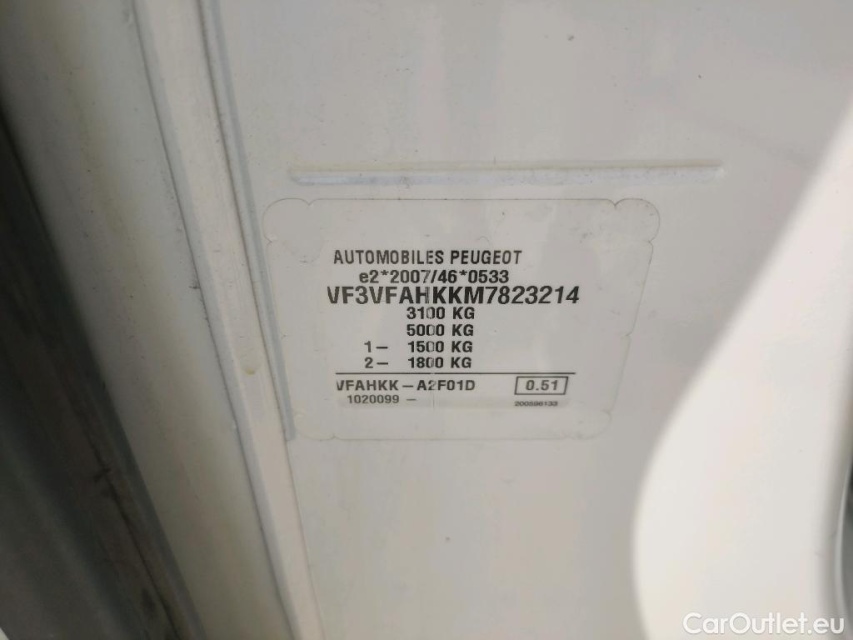 AUTOMOBILES PEUGEOT
e2*2007/46*0533
VF3VFAHKKM7823214
3100 KG
5000 KG
1- 1500 KG
2- 1800 KG
VFAHKK-A2F01D 0.51
1020099 -
CarOutlet.eu